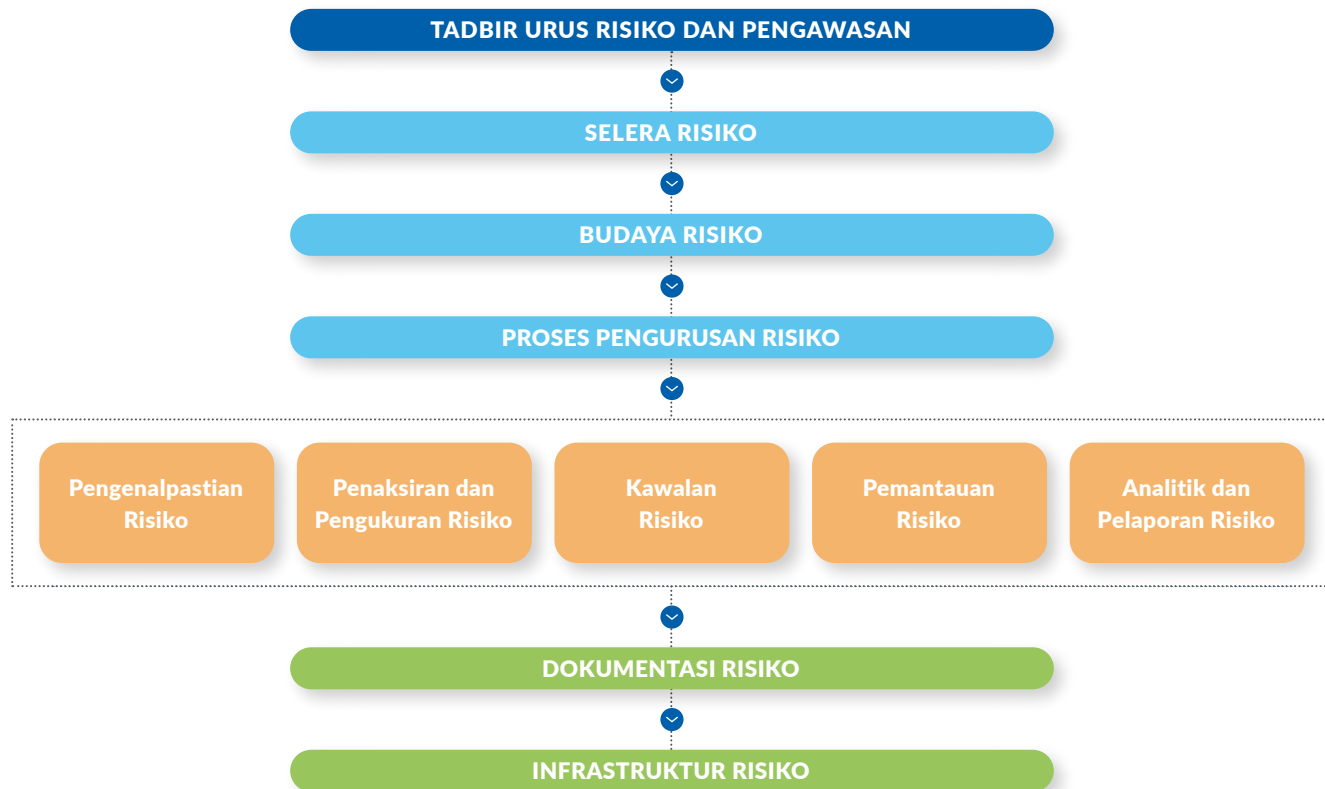 TADBIR URUS RISIKO DAN PENGAWASAN
SELERA RISIKO
BUDAYA RISIKO
PROSES PENGURUSAN RISIKO
Pengenalpastian
Risiko
Penaksiran dan
Pengukuran Risiko
Kawalan
Risiko
Pemantauan
Risiko
Analitik dan
Pelaporan Risiko
DOKUMENTASI RISIKO
INFRASTRUKTUR RISIKO